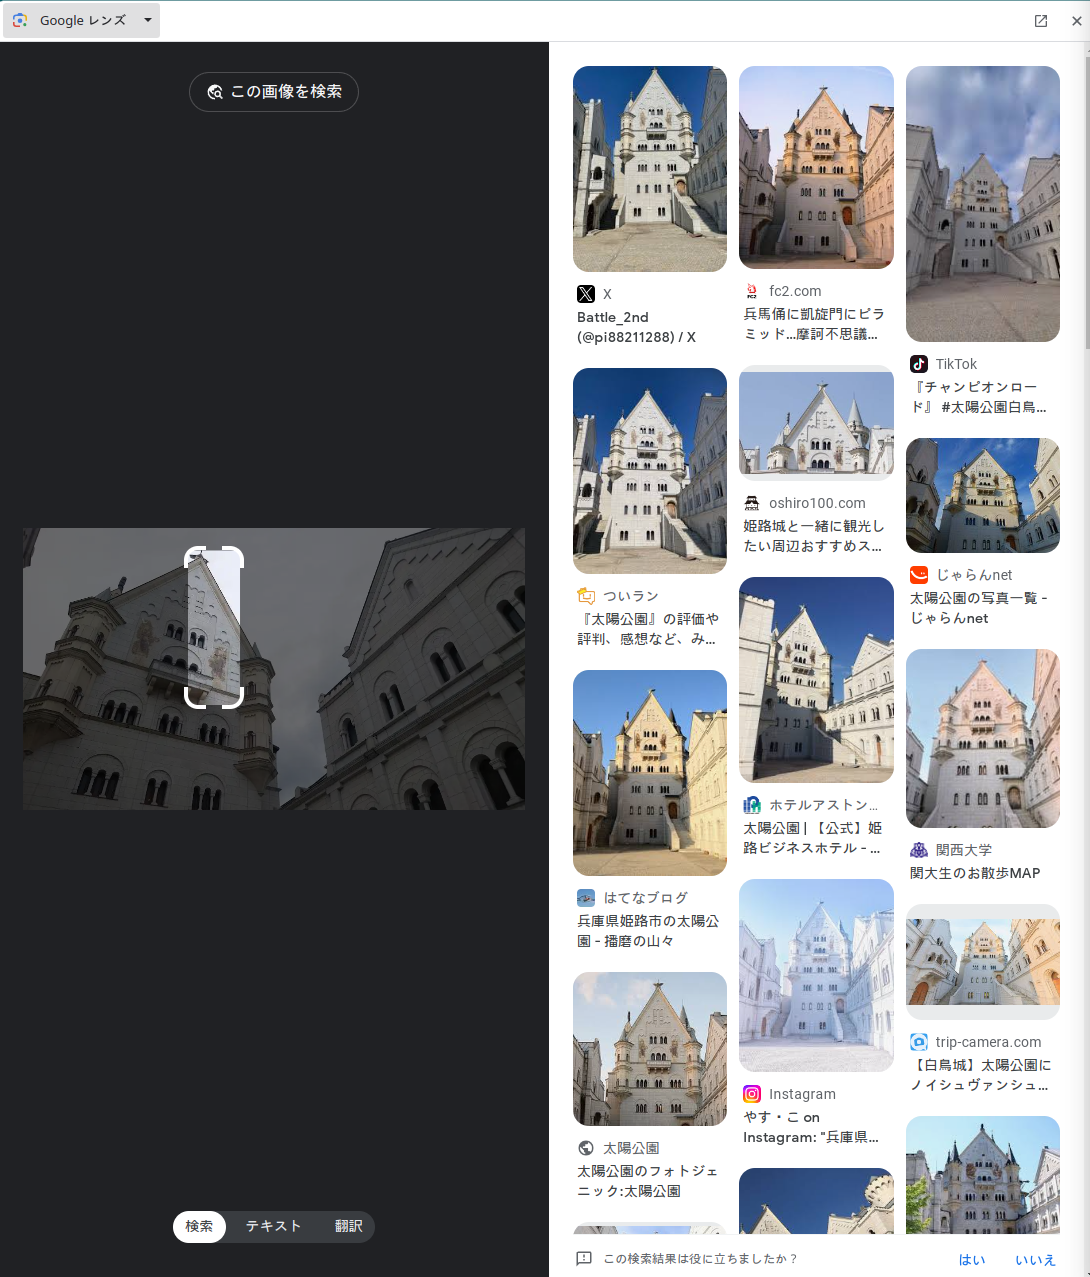 Google レンズ
この画像を検索
検索
テキスト
翻訳
X
Battle_2nd
(@pi88211288) / X
ついラン
『太陽公園』の評価や
評判、感想など、み...
はてなブログ
兵庫県姫路市の太陽公
園 - 播磨の山々
太陽公園
太陽公園のフォトジェ
ニック:太陽公園
fc2.com
兵馬俑に凱旋門にピラ
ミッド...摩訶不思議...
oshiro100.com
姫路城と一緒に観光し
たい周辺おすすめス...
ホテルアストン...
太陽公園 | 【公式】姫
路ビジネスホテル - ...
Instagram
やす・こ on
Instagram: "兵庫県...
TikTok
『チャンピオンロー
ド』 #太陽公園白鳥...
じゃらんnet
太陽公園の写真一覧 -
じゃらんnet
関西大学
関大生のお散歩MAP
trip-camera.com
【白鳥城】太陽公園に
ノイシュヴァンシュ...
この検索結果は役に立ちましたか？
はい
いいえ